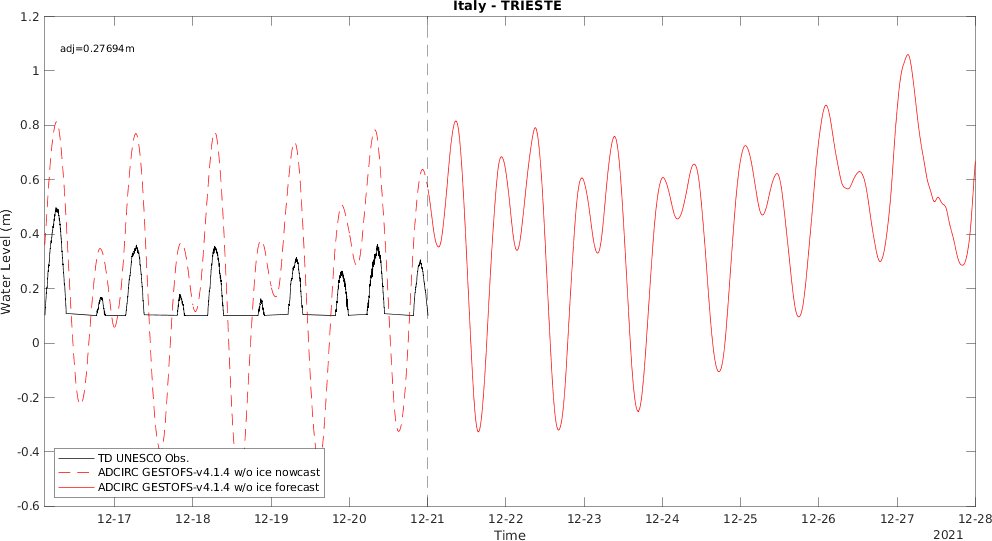 Italy - TRIESTE
1.2
1
0.8
0.6
0.4
0.2
0
-0.2
-0.4
-0.6
Water Level (m)
adj=0.27694m
TD UNESCO Obs.
ADCIRC GESTOFS-v4.1.4 w/o ice nowcast
ADCIRC GESTOFS-v4.1.4 w/o ice forecast
12-17 12-18 12-19 12-20 12-21 12-22 12-23 12-24 12-25 12-26 12-27 12-28
Time
2021